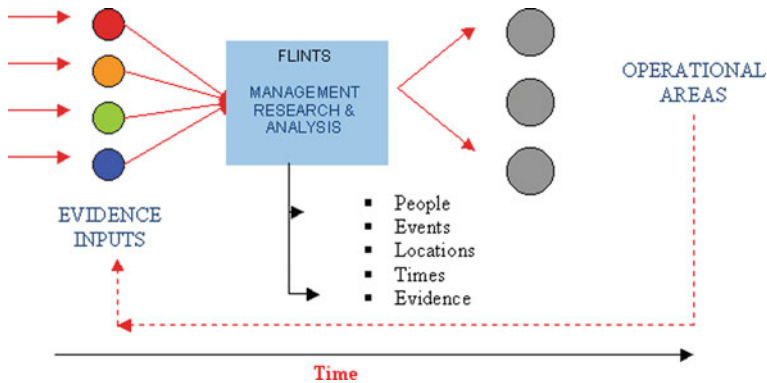 FLINTS
MANAGEMENT
RESEARCH &
ANALYSIS
OPERATIONAL
AREAS
EVIDENCE
INPUTS
▪ People
▪ Events
▪ Locations
▪ Times
▪ Evidence
Time